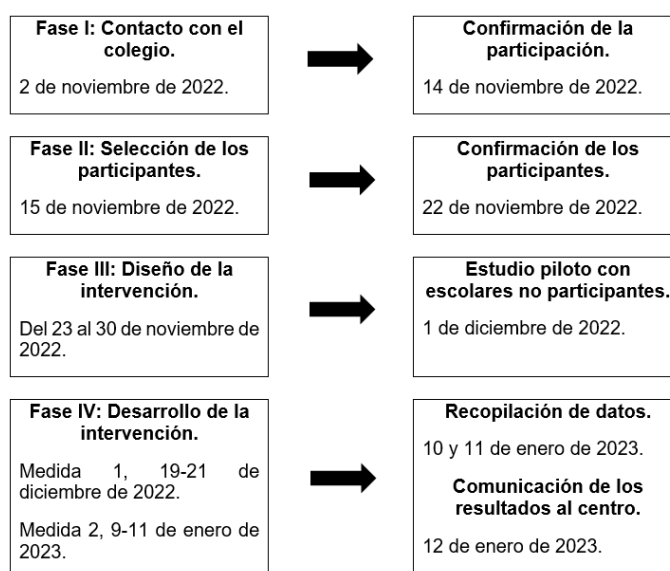 Fase I: Contacto con el
colegio.
2 de noviembre de 2022.
Confirmación de la
participación.
14 de noviembre de 2022.
Fase II: Selección de los
participantes.
15 de noviembre de 2022.
Confirmación de los
participantes.
22 de noviembre de 2022.
Fase III: Diseño de la
intervención.
Del 23 al 30 de noviembre de
2022.
Estudio piloto con
escolares no participantes.
1 de diciembre de 2022.
Fase IV: Desarrollo de la
intervención.
Medida 1, 19-21 de
diciembre de 2022.
Medida 2, 9-11 de enero de
2023.
Recopilación de datos.
10 y 11 de enero de 2023.
Comunicación de los
resultados al centro.
12 de enero de 2023.